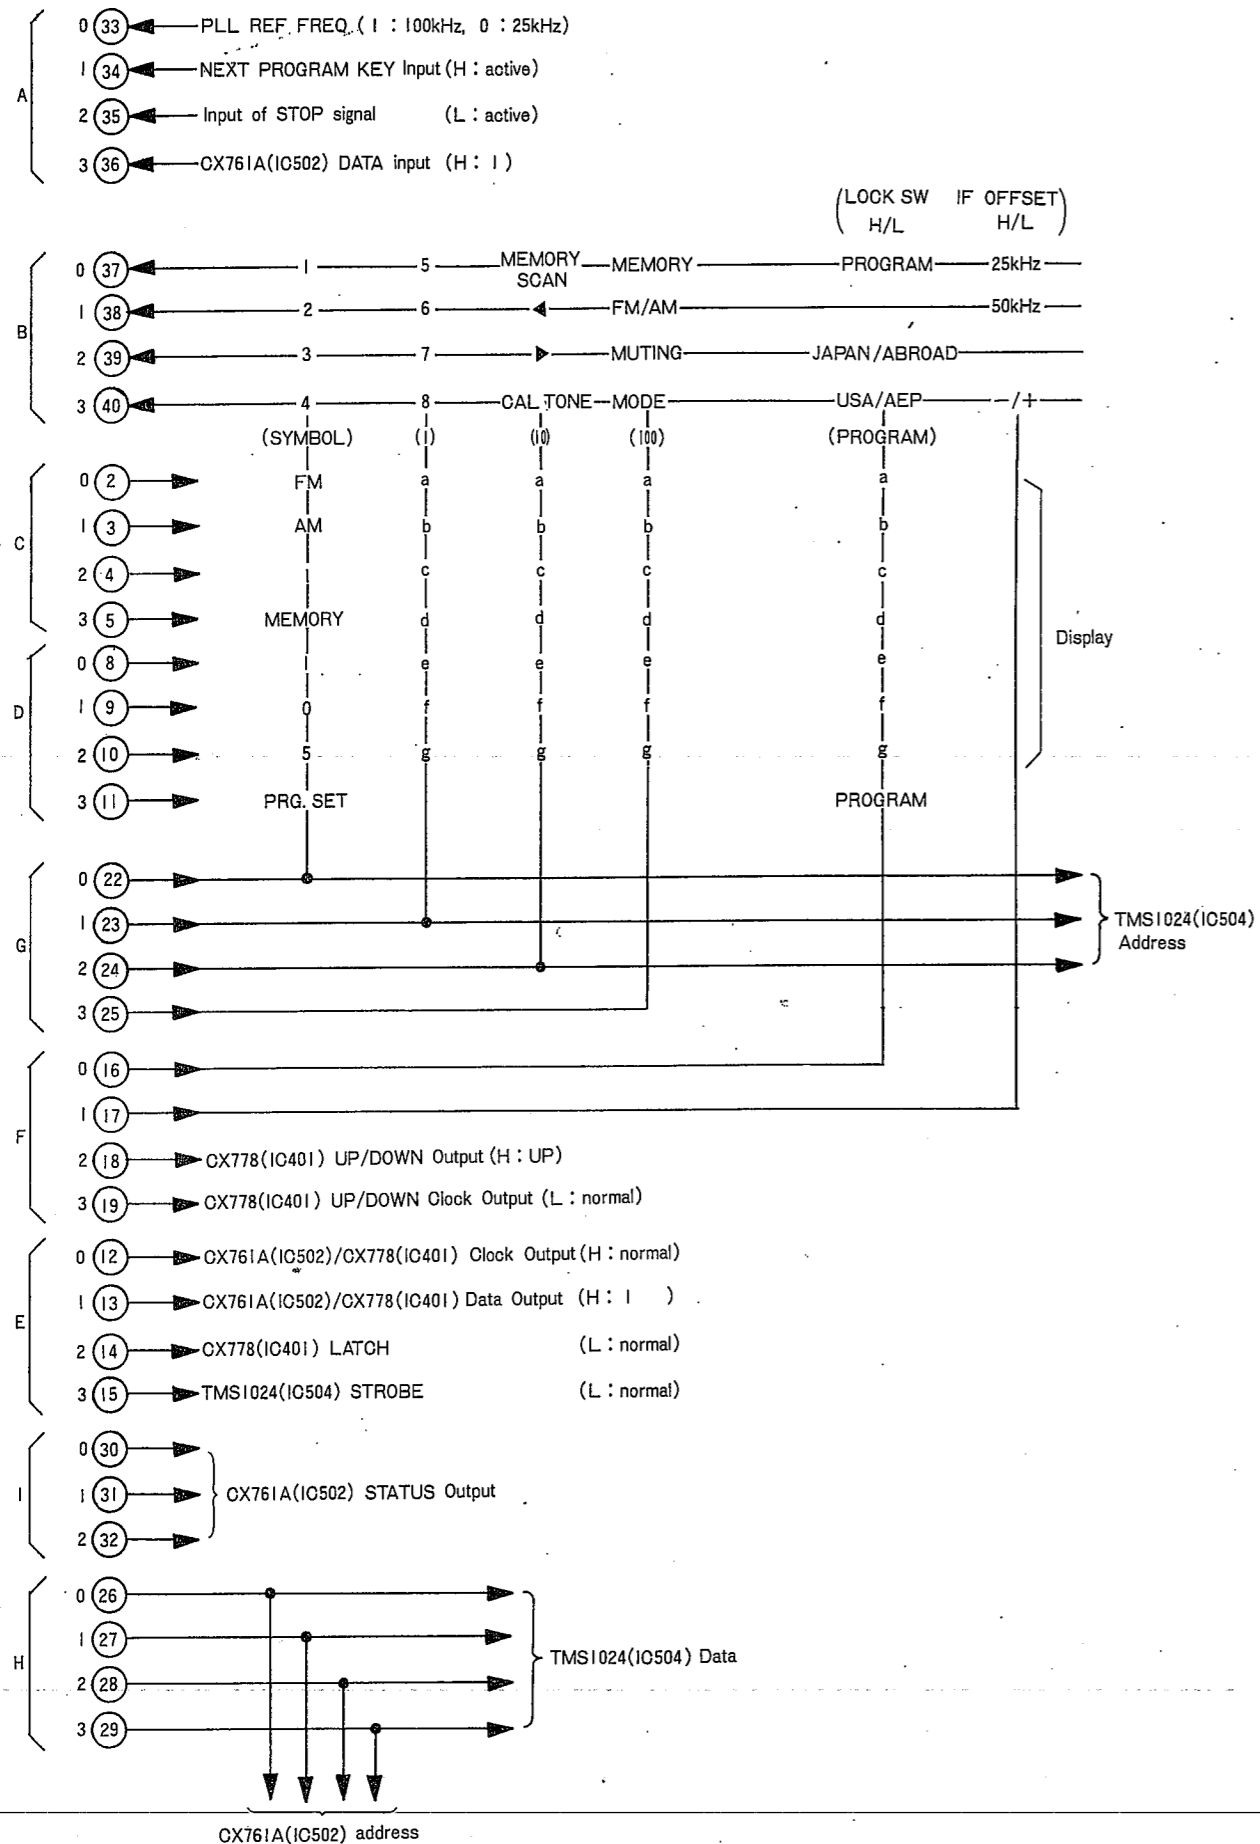 A
0 33 PLL REF. FREQ. (1 : 100kHz, 0 : 25kHz)
1 34 NEXT PROGRAM KEY Input (H : active)
2 35 Input of STOP signal (L : active)
3 36 CX761A(IC502) DATA input (H : 1)
(LOCK SW IF OFFSET)
H/L H/L
B
0 37 1 5 MEMORY SCAN MEMORY PROGRAM 25kHz
1 38 2 6 ◀ FM/AM 50kHz
2 39 3 7 ▶ MUTING JAPAN/ABROAD
3 40 4 8 CAL TONE MODE USA/AEP -/+
(SYMBOL) (1) (10) (100) (PROGRAM)
C
0 2 FM a a a a
1 3 AM b b b b
2 4 c c c c
3 5 MEMORY d d d d
Display
D
0 8 1 e e e e
1 9 0 f f f f
2 10 5 g g g g
3 11 PRG. SET PROGRAM
G
0 22
1 23
2 24
3 25
TMS1024(IC504)
Address
F
0 16
1 17
2 18 CX778(IC401) UP/DOWN Output (H : UP)
3 19 CX778(IC401) UP/DOWN Clock Output (L : normal)
E
0 12 CX761A(IC502)/CX778(IC401) Clock Output (H : normal)
1 13 CX761A(IC502)/CX778(IC401) Data Output (H : 1 )
2 14 CX778(IC401) LATCH (L : normal)
3 15 TMS1024(IC504) STROBE (L : normal)
I
0 30
1 31
2 32
CX761A(IC502) STATUS Output
H
0 26
1 27
2 28
3 29
TMS1024(IC504) Data
CX761A(IC502) address